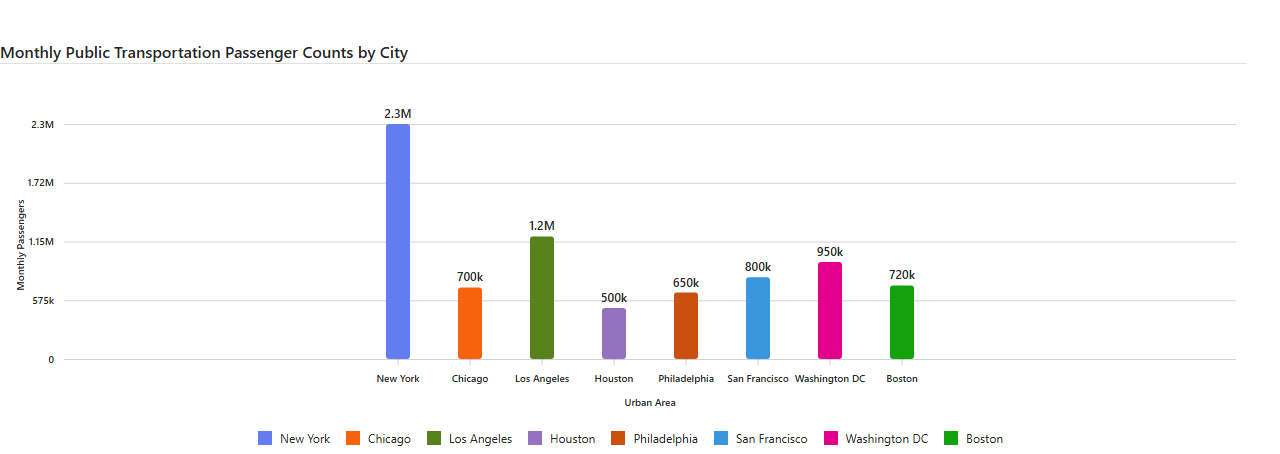 Monthly Public Transportation Passenger Counts by City
2.3M
2.3M
1.72M
1.2M
1.15M
950k
800k
720k
700k
650k
500k
575k
0
Monthly Passengers
New York Chicago Los Angeles Houston Philadelphia San Francisco Washington DC Boston
Urban Area
New York Chicago Los Angeles Houston Philadelphia San Francisco Washington DC Boston